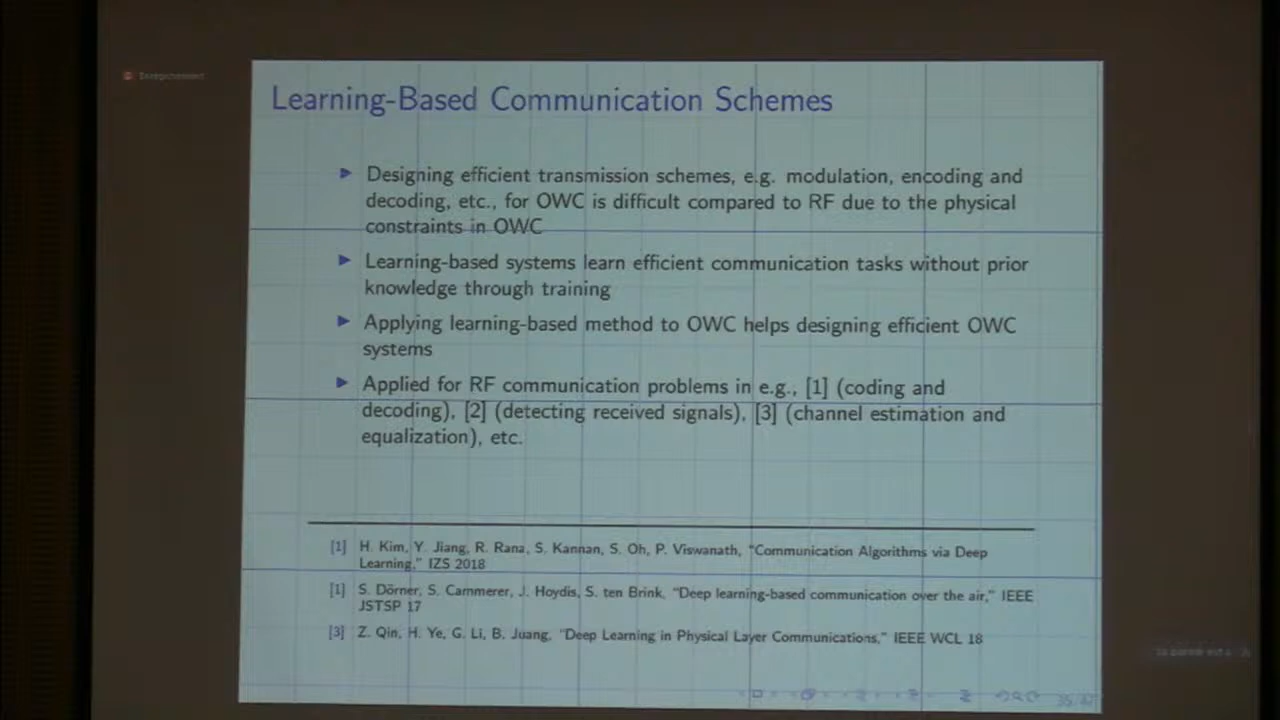 Learning-Based Communication Schemes
Designing efficient transmission schemes, e.g. modulation, encoding and
decoding, etc., for OWC is difficult compared to RF due to the physical
constraints in OWC
Learning-based systems learn efficient communication tasks without prior
knowledge through training
Applying learning-based method to OWC helps designing efficient OWC
systems
Applied for RF communication problems in e.g., [1] (coding and
decoding), [2] (detecting received signals), [3] (channel estimation and
equalization), etc.
[1] H. Kim, Y. Jiang, R. Rana, S. Kannan, S. Oh, P. Viswanath, "Communication Algorithms via Deep
Learning," IZS 2018
[1] S. Dörner, S. Cammerer, J. Hoydis, S. ten Brink, "Deep learning-based communication over the air," IEEE
JSTSP 17
[3] Z. Qin, H. Ye, G. Li, B. Juang, "Deep Learning in Physical Layer Communications," IEEE WCL 18